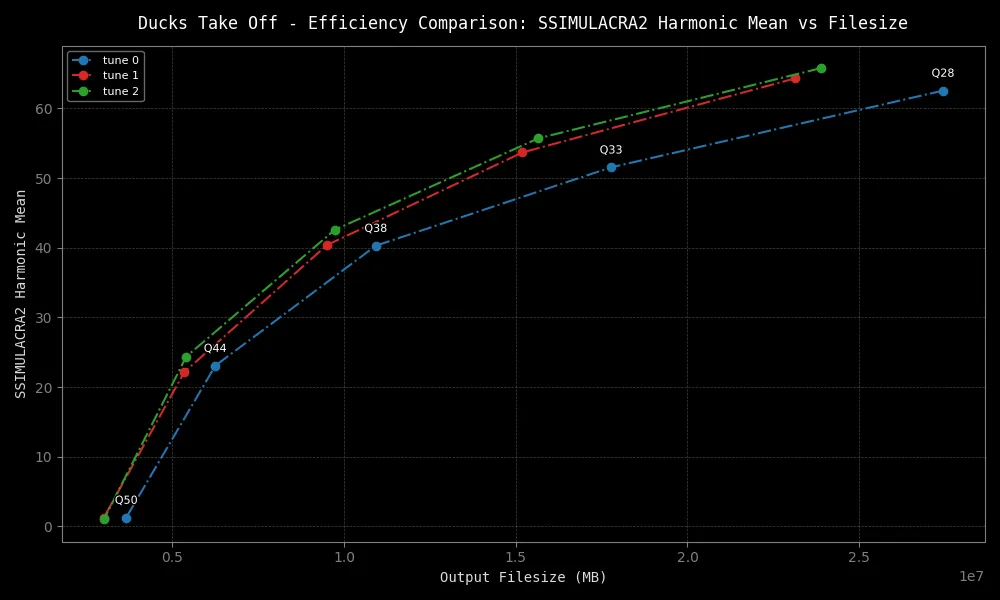 Ducks Take Off - Efficiency Comparison: SSIMULACRA2 Harmonic Mean vs Filesize
tune 0
tune 1
tune 2
Q28
Q33
Q38
Q44
Q50
SSIMULACRA2 Harmonic Mean
60
50
40
30
20
10
0
0.5
1.0
1.5
2.0
2.5
1e7
Output Filesize (MB)